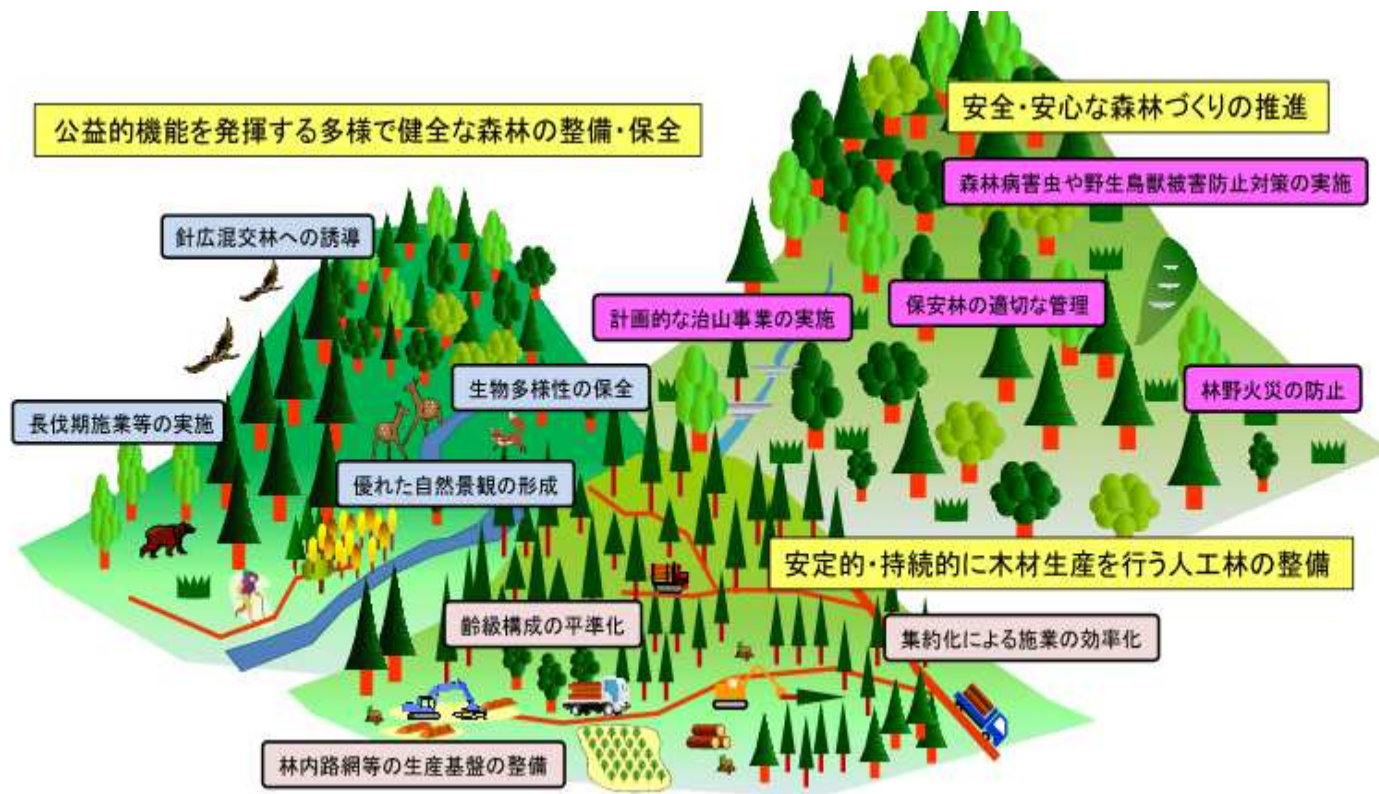 公益的機能を発揮する多様で健全な森林の整備・保全
針広混交林への誘導
長伐期施業等の実施
生物多様性の保全
優れた自然景観の形成
安全・安心な森林づくりの推進
森林病害虫や野生鳥獣被害防止対策の実施
計画的な治山事業の実施
保安林の適切な管理
林野火災の防止
安定的・持続的に木材生産を行う人工林の整備
齢級構成の平準化
集約化による施業の効率化
林内路網等の生産基盤の整備